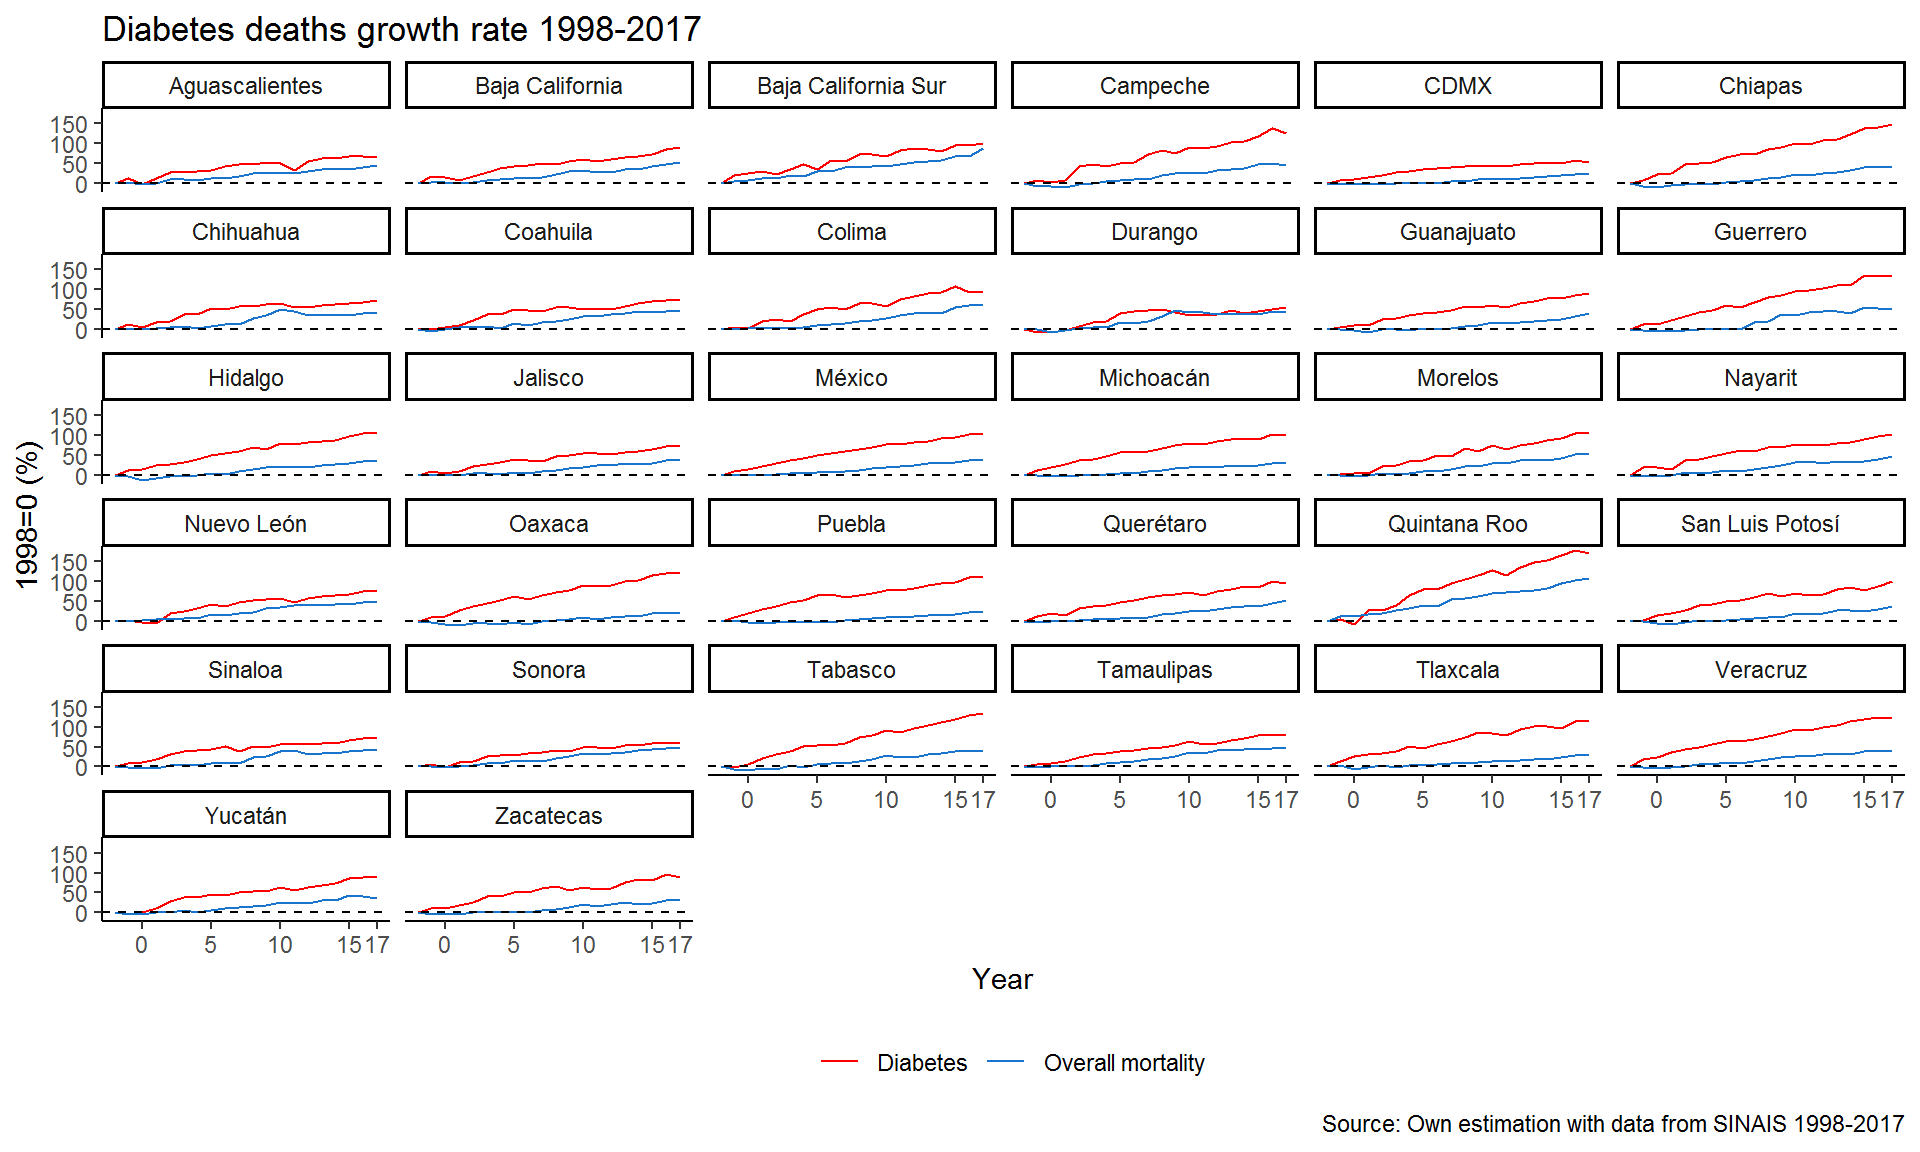 Diabetes deaths growth rate 1998-2017
Aguascalientes Baja California Baja California Sur Campeche CDMX Chiapas
150
100
50
0
Chihuahua Coahuila Colima Durango Guanajuato Guerrero
150
100
50
0
Hidalgo Jalisco México Michoacán Morelos Nayarit
150
100
50
0
1998=0 (%)
Nuevo León Oaxaca Puebla Querétaro Quintana Roo San Luis Potosí
150
100
50
0
Sinaloa Sonora Tabasco Tamaulipas Tlaxcala Veracruz
150
100
50
0
0 5 10 15 17 0 5 10 15 17 0 5 10 15 17 0 5 10 15 17
Yucatán Zacatecas
150
100
50
0
0 5 10 15 17 0 5 10 15 17
Year
Diabetes Overall mortality
Source: Own estimation with data from SINAIS 1998-2017